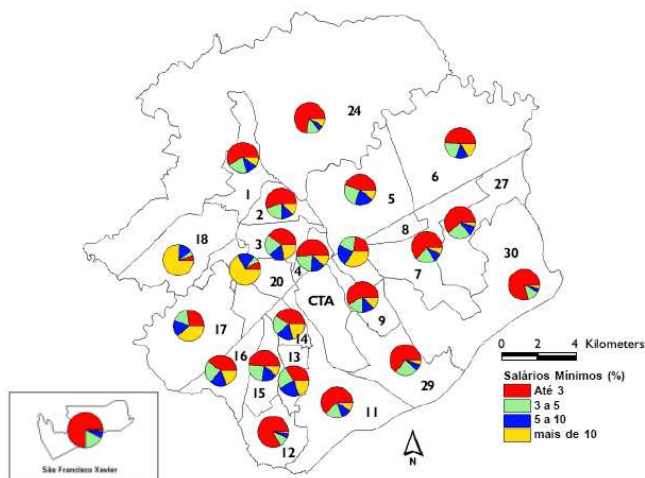 24
6
27
1
5
2
8
18
3
30
4
7
20
CTA
9
17
14
16
13
29
15
11
12
0 2 4 Kilometers
Salários Mínimos (%)
Até 3
3 a 5
5 a 10
mais de 10
N
São Francisco Xavier